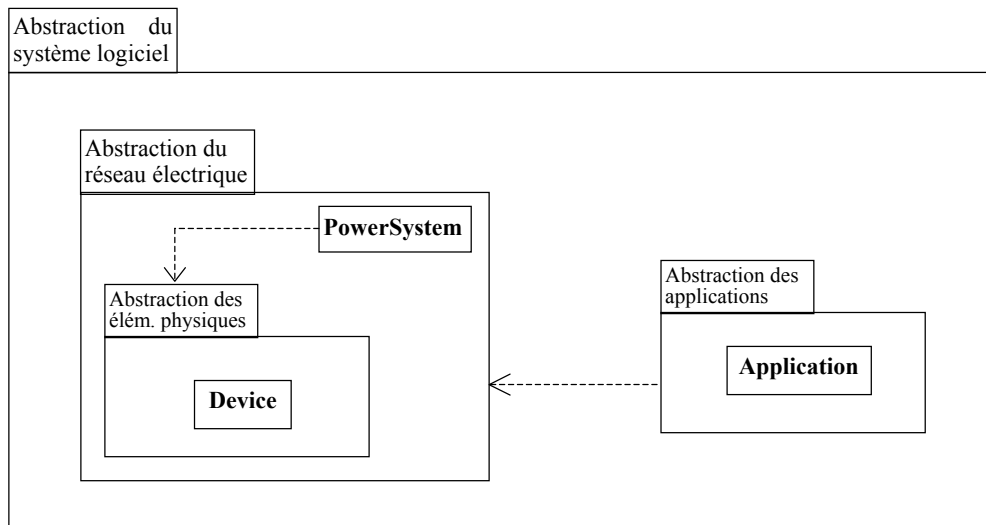 Abstraction du
système logiciel
Abstraction du
réseau électrique
PowerSystem
Abstraction des
élém. physiques
Device
Abstraction des
applications
Application